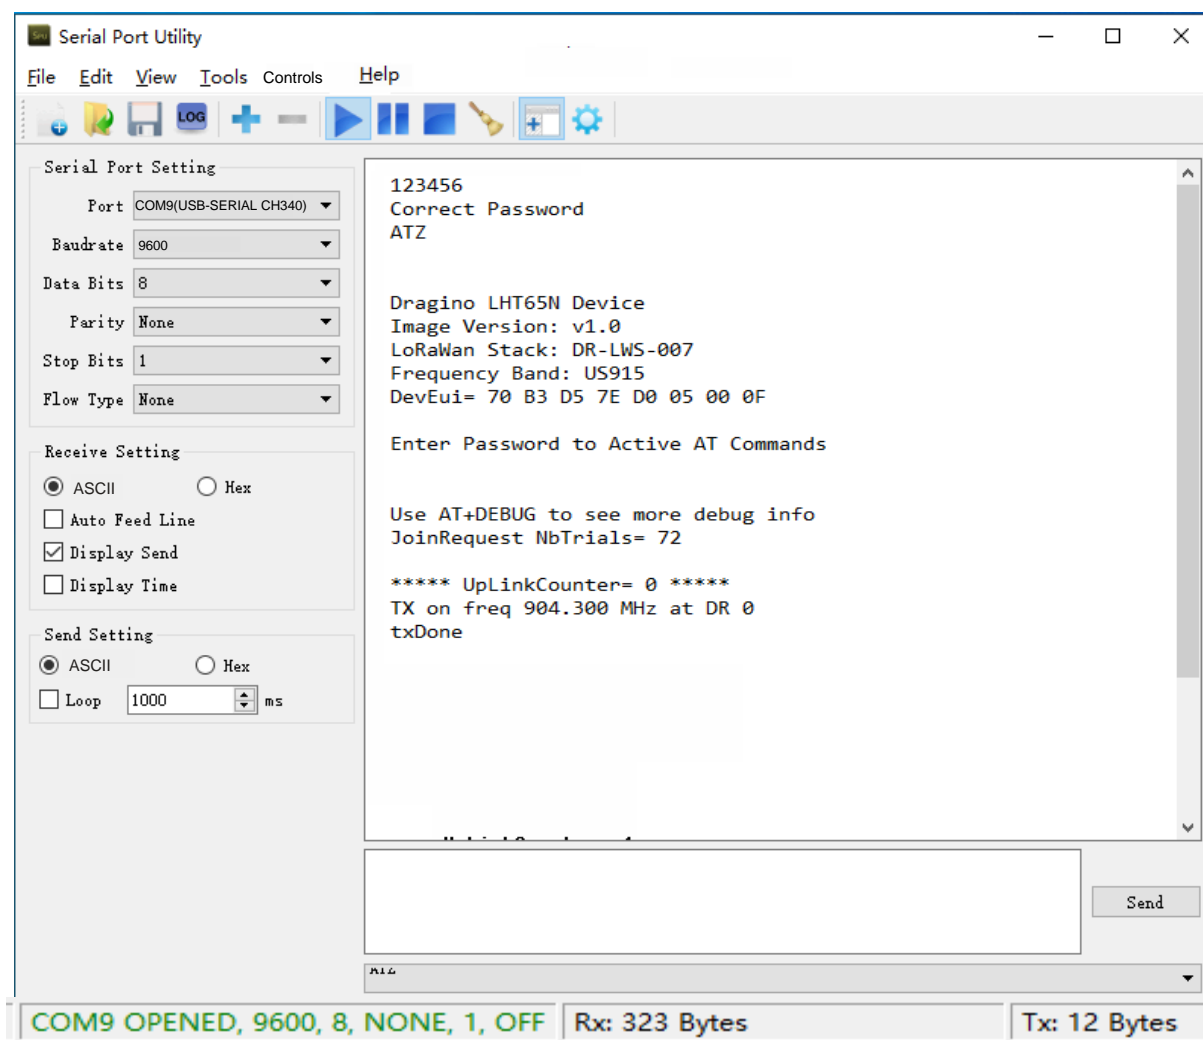 Serial Port Utility
File Edit View Tools Controls Help
LOG
Serial Port Setting
Port COM9(USB-SERIAL CH340)
Baudrate 9600
Data Bits 8
Parity None
Stop Bits 1
Flow Type None
Receive Setting
ASCII Hex
Auto Feed Line
Display Send
Display Time
Send Setting
ASCII Hex
Loop 1000 ms
123456
Correct Password
ATZ
Dragino LHT65N Device
Image Version: v1.0
LoRaWan Stack: DR-LWS-007
Frequency Band: US915
DevEui= 70 B3 D5 7E D0 05 00 0F
Enter Password to Active AT Commands
Use AT+DEBUG to see more debug info
JoinRequest NbTrials= 72
***** UpLinkCounter= 0 *****
TX on freq 904.300 MHz at DR 0
txDone
Send
ATZ
COM9 OPENED, 9600, 8, NONE, 1, OFF Rx: 323 Bytes Tx: 12 Bytes